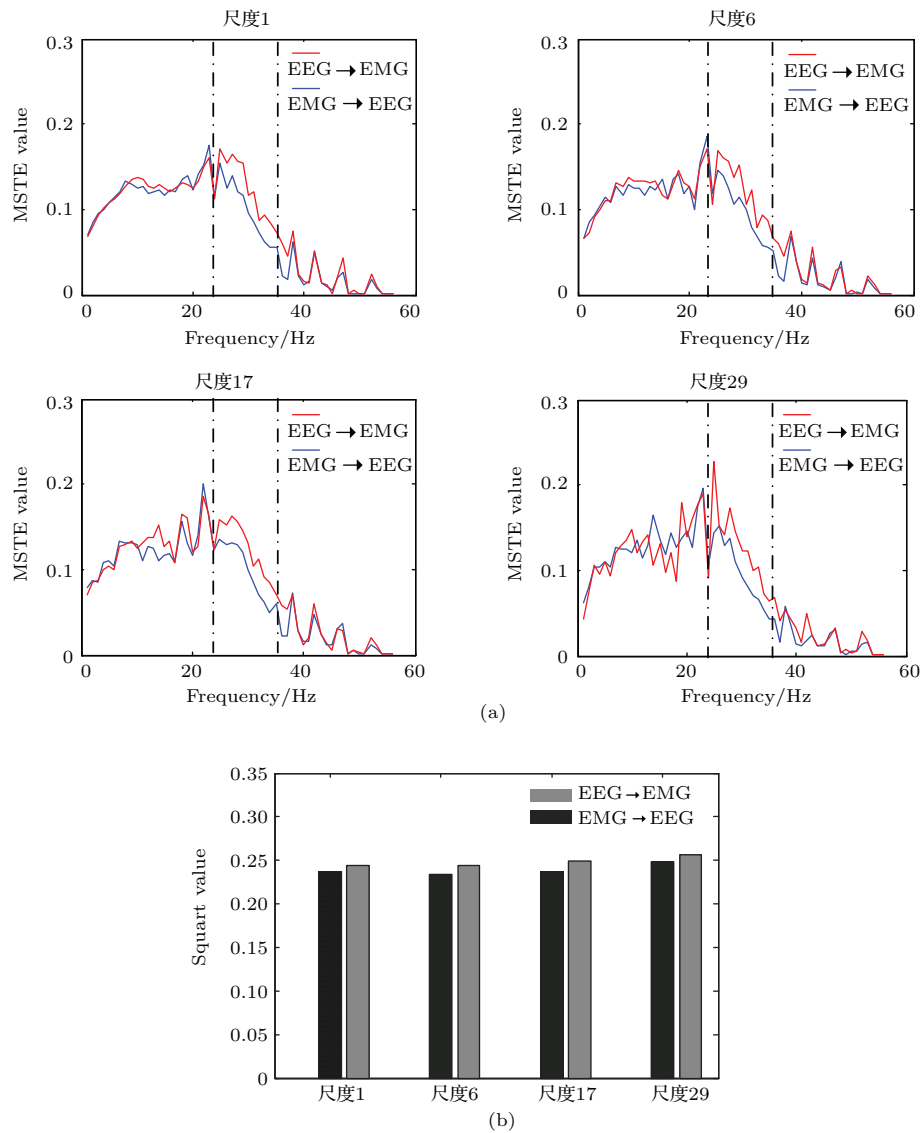 尺度1
0.3
0.2
0.1
0
0
20
40
60
MSTE value
Frequency/Hz
EEG→EMG
EMG→EEG
尺度6
0.3
0.2
0.1
0
0
20
40
60
MSTE value
Frequency/Hz
EEG→EMG
EMG→EEG
尺度17
0.3
0.2
0.1
0
0
20
40
60
MSTE value
Frequency/Hz
EEG→EMG
EMG→EEG
尺度29
0.3
0.2
0.1
0
0
20
40
60
MSTE value
Frequency/Hz
EEG→EMG
EMG→EEG
(a)
0.35
0.30
0.25
0.20
0.15
0.10
0.05
0
Squart value
EEG→EMG
EMG→EEG
尺度1
尺度6
尺度17
尺度29
(b)